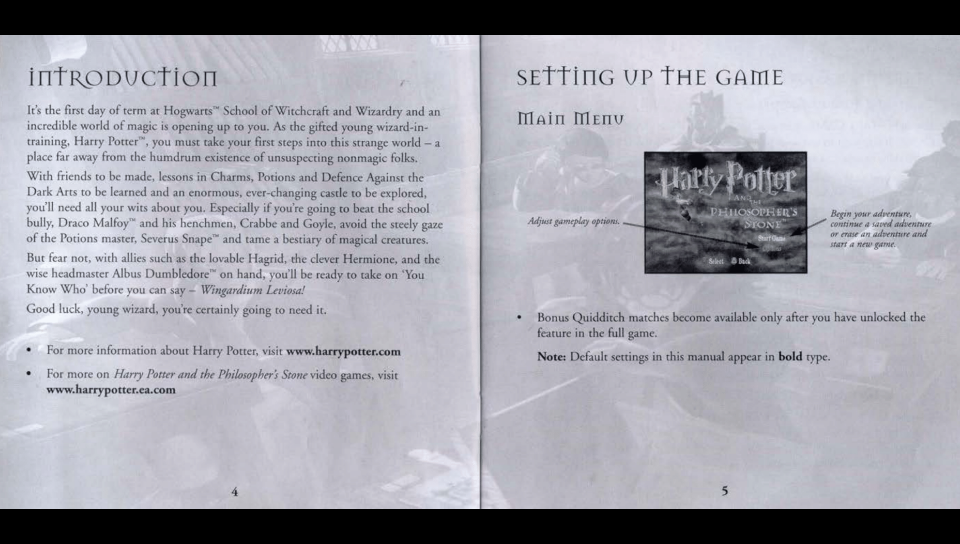 INTRODUCTION
It's the first day of term at Hogwarts™ School of Witchcraft and Wizardry and an
incredible world of magic is opening up to you. As the gifted young wizard-in-
training, Harry Potter™, you must take your first steps into this strange world – a
place far away from the humdrum existence of unsuspecting nonmagic folks.
With friends to be made, lessons in Charms, Potions and Defence Against the
Dark Arts to be learned and an enormous, ever-changing castle to be explored,
you'll need all your wits about you. Especially if you're going to beat the school
bully, Draco Malfoy™ and his henchmen, Crabbe and Goyle, avoid the steely gaze
of the Potions master, Severus Snape™ and tame a bestiary of magical creatures.
But fear not, with allies such as the lovable Hagrid, the clever Hermione, and the
wise headmaster Albus Dumbledore™ on hand, you'll be ready to take on 'You
Know Who' before you can say – Wingardium Leviosa!
Good luck, young wizard, you're certainly going to need it.
• For more information about Harry Potter, visit www.harrypotter.com
• For more on Harry Potter and the Philosopher's Stone video games, visit
www.harrypotter.ea.com
4
SETTING UP THE GAME
MAIN MENU
Adjust gameplay options.
Harry Potter
AND THE
PHILOSOPHER'S
STONE
Start Game
Select Back
Begin your adventure,
continue a saved adventure
or erase an adventure and
start a new game.
• Bonus Quidditch matches become available only after you have unlocked the
feature in the full game.
Note: Default settings in this manual appear in bold type.
5